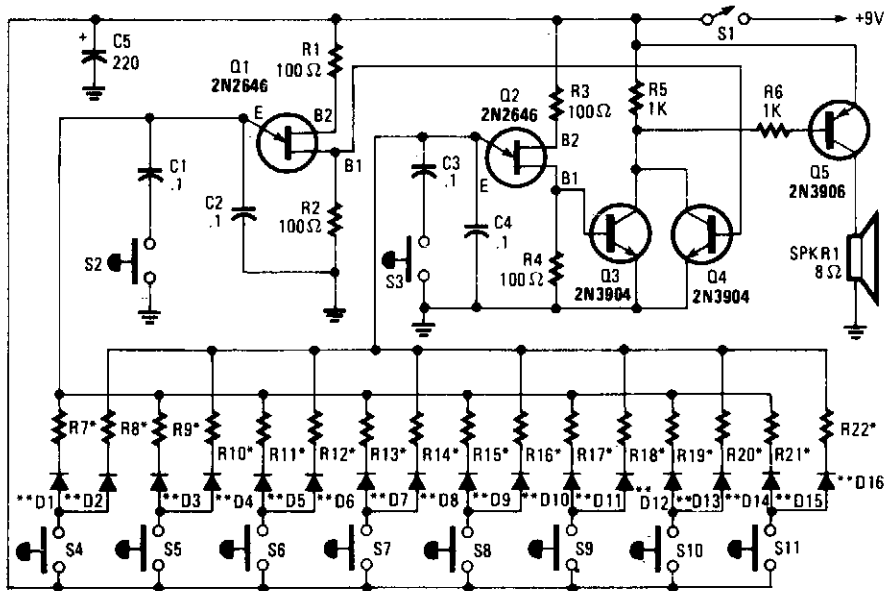 +9V
S1
+
C5
220
R1
100Ω
Q1
2N2646
E
B2
B1
R3
100Ω
Q2
2N2646
B2
B1
E
R5
1K
R6
1K
Q5
2N3906
C1
.1
C2
.1
R2
100Ω
C3
.1
C4
.1
R4
100Ω
Q3
2N3904
Q4
2N3904
SPKR1
8Ω
S2
S3
R7*
R8*
R9*
R10*
R11*
R12*
R13*
R14*
R15*
R16*
R17*
R18*
R19*
R20*
R21*
R22*
**D1
**D2
**D3
**D4
**D5
**D6
**D7
**D8
**D9
**D10
**D11
**
D12
**D13
**D14
**D15
**D16
S4
S5
S6
S7
S8
S9
S10
S11